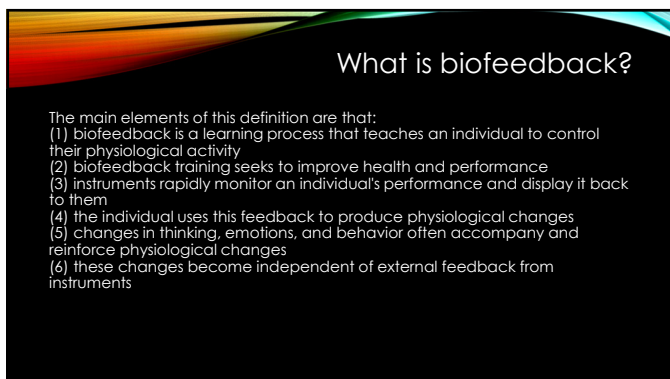 What is biofeedback?
The main elements of this definition are that:
(1) biofeedback is a learning process that teaches an individual to control
their physiological activity
(2) biofeedback training seeks to improve health and performance
(3) instruments rapidly monitor an individual's performance and display it back
to them
(4) the individual uses this feedback to produce physiological changes
(5) changes in thinking, emotions, and behavior often accompany and
reinforce physiological changes
(6) these changes become independent of external feedback from
instruments